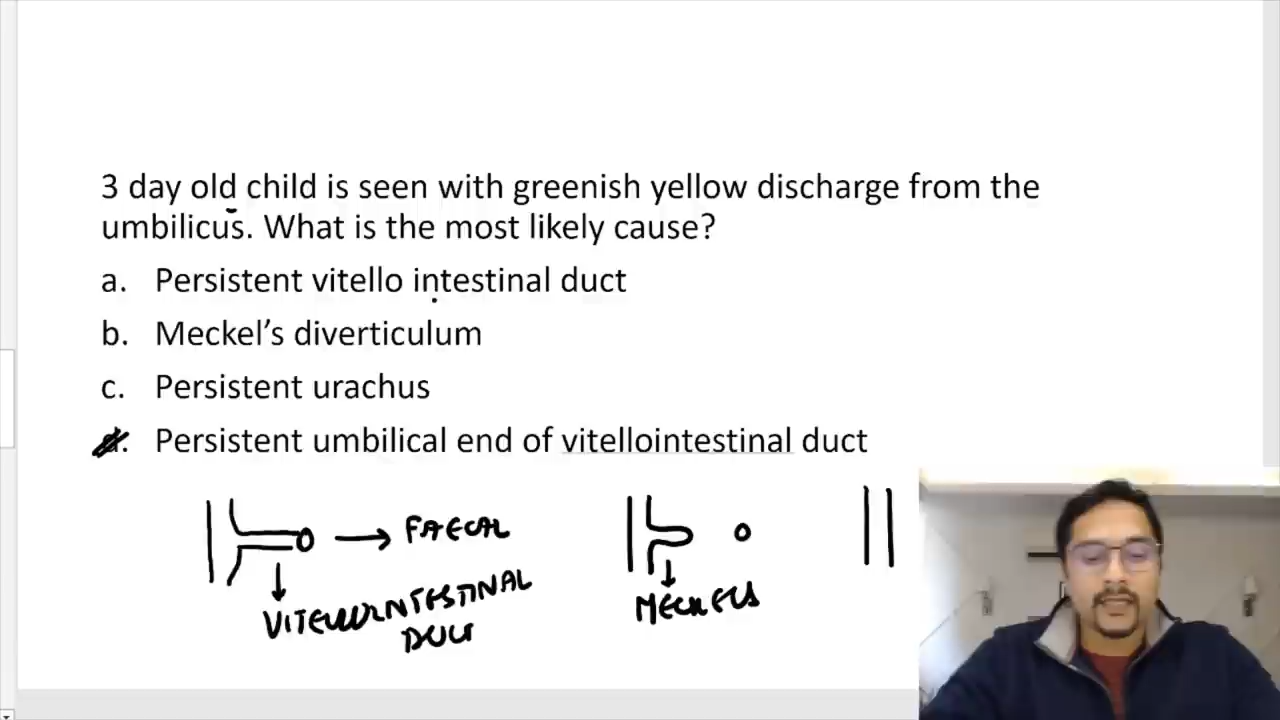 3 day old child is seen with greenish yellow discharge from the
umbilicus. What is the most likely cause?
a. Persistent vitello intestinal duct
b. Meckel’s diverticulum
c. Persistent urachus
d. Persistent umbilical end of vitellointestinal duct
FAECAL
MECKELS